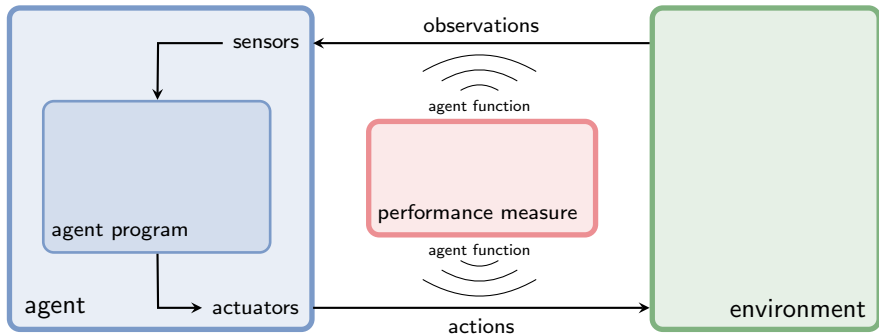 observations
sensors
agent function
performance measure
agent program
agent function
agent
actuators
environment
actions